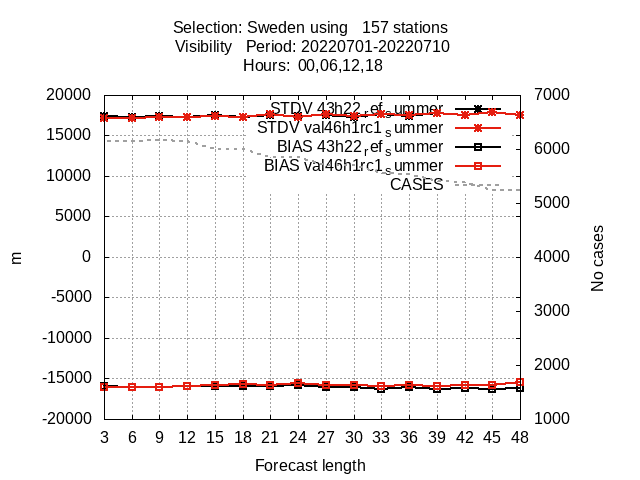 Selection: Sweden using   157 stations
Visibility   Period: 20220701-20220710
Hours:  00,06,12,18
20000
15000
10000
5000
0
-5000
-10000
-15000
-20000
m
7000
6000
5000
4000
3000
2000
1000
No cases
STDV 43h22_ref_summer
STDV val46h1rc1_summer
BIAS 43h22_ref_summer
BIAS val46h1rc1_summer
CASES
3 6 9 12 15 18 21 24 27 30 33 36 39 42 45 48
Forecast length